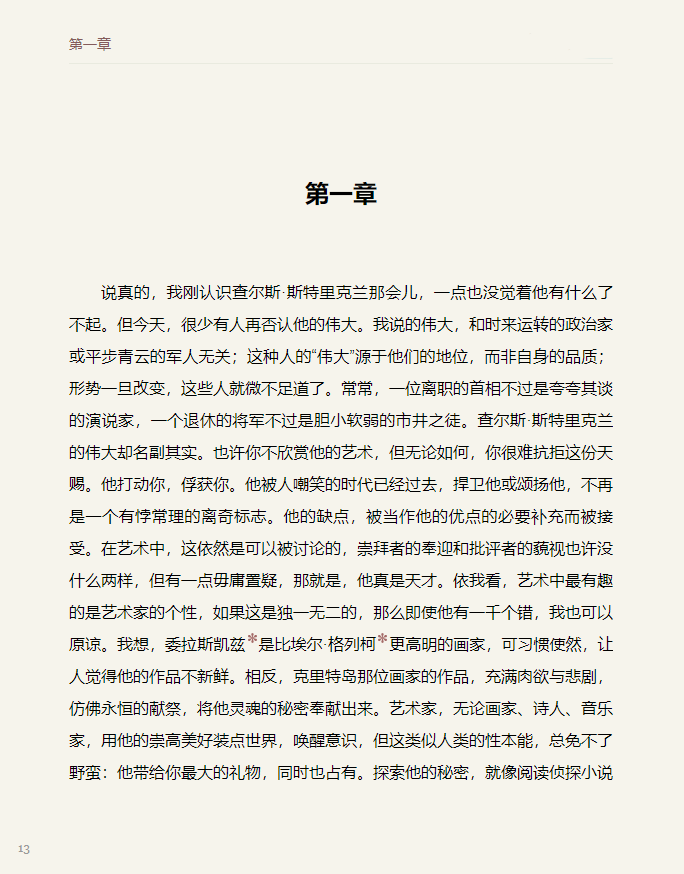 第一章
第一章
说真的，我刚认识查尔斯·斯特里克兰那会儿，一点也没觉着他有什么了
不起。但今天，很少有人再否认他的伟大。我说的伟大，和时来运转的政治家
或平步青云的军人无关；这种人的“伟大”源于他们的地位，而非自身的品质；
形势一旦改变，这些人就微不足道了。常常，一位离职的首相不过是夸夸其谈
的演说家，一个退休的将军不过是胆小软弱的市井之徒。查尔斯·斯特里克兰
的伟大却名副其实。也许你不欣赏他的艺术，但无论如何，你很难抗拒这份天
赐。他打动你，俘获你。他被人嘲笑的时代已经过去，捍卫他或颂扬他，不再
是一个有悖常理的离奇标志。他的缺点，被当作他的优点的必要补充而被接
受。在艺术中，这依然是可以被讨论的，崇拜者的奉迎和批评者的藐视也许没
什么两样，但有一点毋庸置疑，那就是，他真是天才。依我看，艺术中最有趣
的是艺术家的个性，如果这是独一无二的，那么即使他有一千个错，我也可以
原谅。我想，委拉斯凯兹*是比埃尔·格列柯*更高明的画家，可习惯使然，让
人觉得他的作品不新鲜。相反，克里特岛那位画家的作品，充满肉欲与悲剧，
仿佛永恒的献祭，将他灵魂的秘密奉献出来。艺术家，无论画家、诗人、音乐
家，用他的崇高美好装点世界，唤醒意识，但这类似人类的性本能，总免不了
野蛮：他带给你最大的礼物，同时也占有。探索他的秘密，就像阅读侦探小说
13